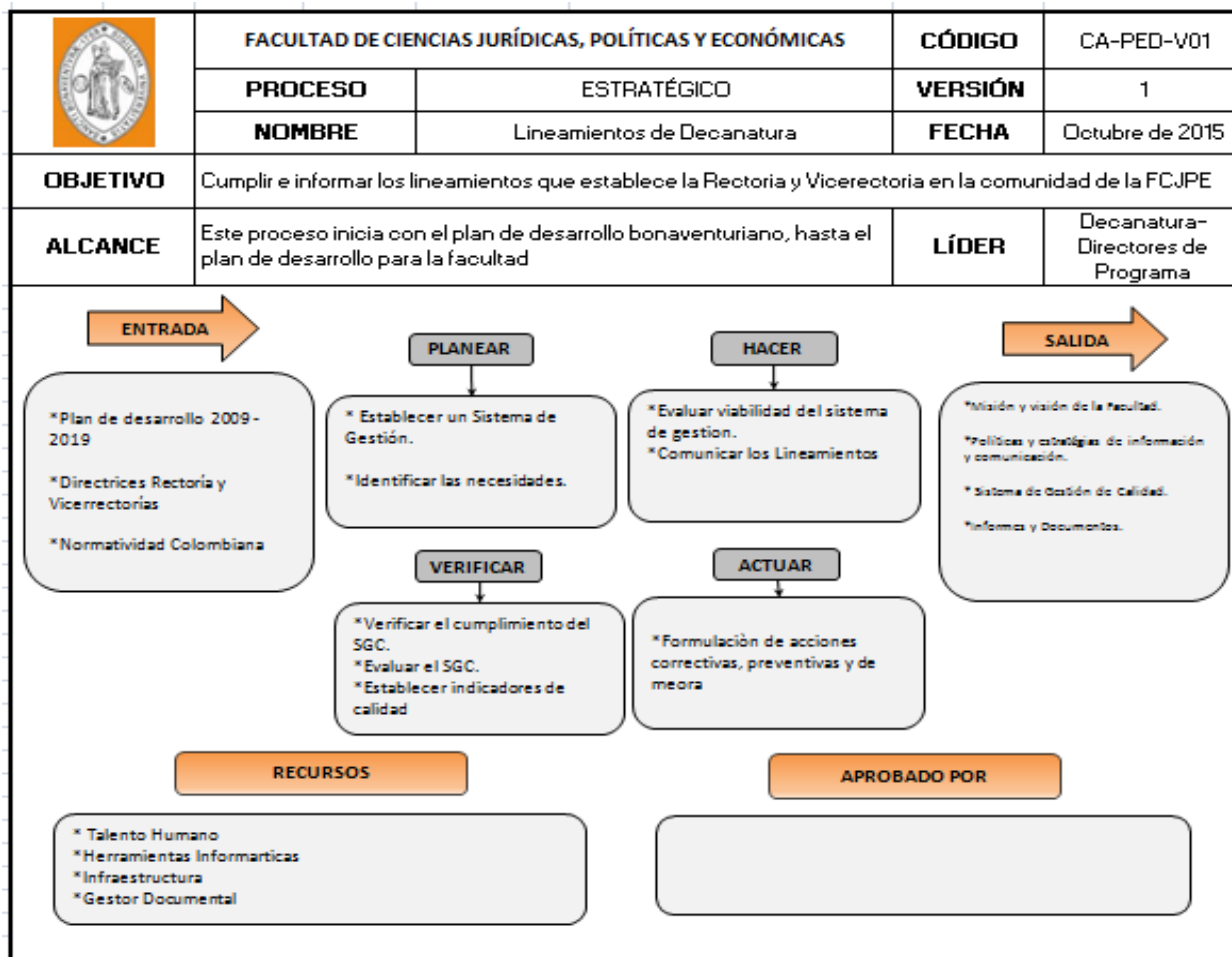 FACULTAD DE CIENCIAS JURÍDICAS, POLÍTICAS Y ECONÓMICAS
CÓDIGO
CA-PED-V01
PROCESO
ESTRATÉGICO
VERSIÓN
1
NOMBRE
Lineamientos de Decanatura
FECHA
Octubre de 2015
OBJETIVO
Cumplir e informar los lineamientos que establece la Rectoria y Vicerectoria en la comunidad de la FCJPE
ALCANCE
Este proceso inicia con el plan de desarrollo bonaventuriano, hasta el
plan de desarrollo para la facultad
LÍDER
Decanatura-
Directores de
Programa
ENTRADA
*Plan de desarrollo 2009-
2019
*Directrices Rectoría y
Vicerrectorías
*Normatividad Colombiana
PLANEAR
* Establecer un Sistema de
Gestión.
*Identificar las necesidades.
HACER
*Evaluar viabilidad del sistema
de gestion.
*Comunicar los Lineamientos
SALIDA
*Misión y visión de la Facultad.
*Políticas y estratégias de información
y comunicación.
* Sistema de Gestión de Calidad.
*Informes y Documentos.
VERIFICAR
*Verificar el cumplimiento del
SGC.
*Evaluar el SGC.
*Establecer indicadores de
calidad
ACTUAR
*Formulaciòn de acciones
correctivas, preventivas y de
meora
RECURSOS
* Talento Humano
*Herramientas Informarticas
*Infraestructura
*Gestor Documental
APROBADO POR